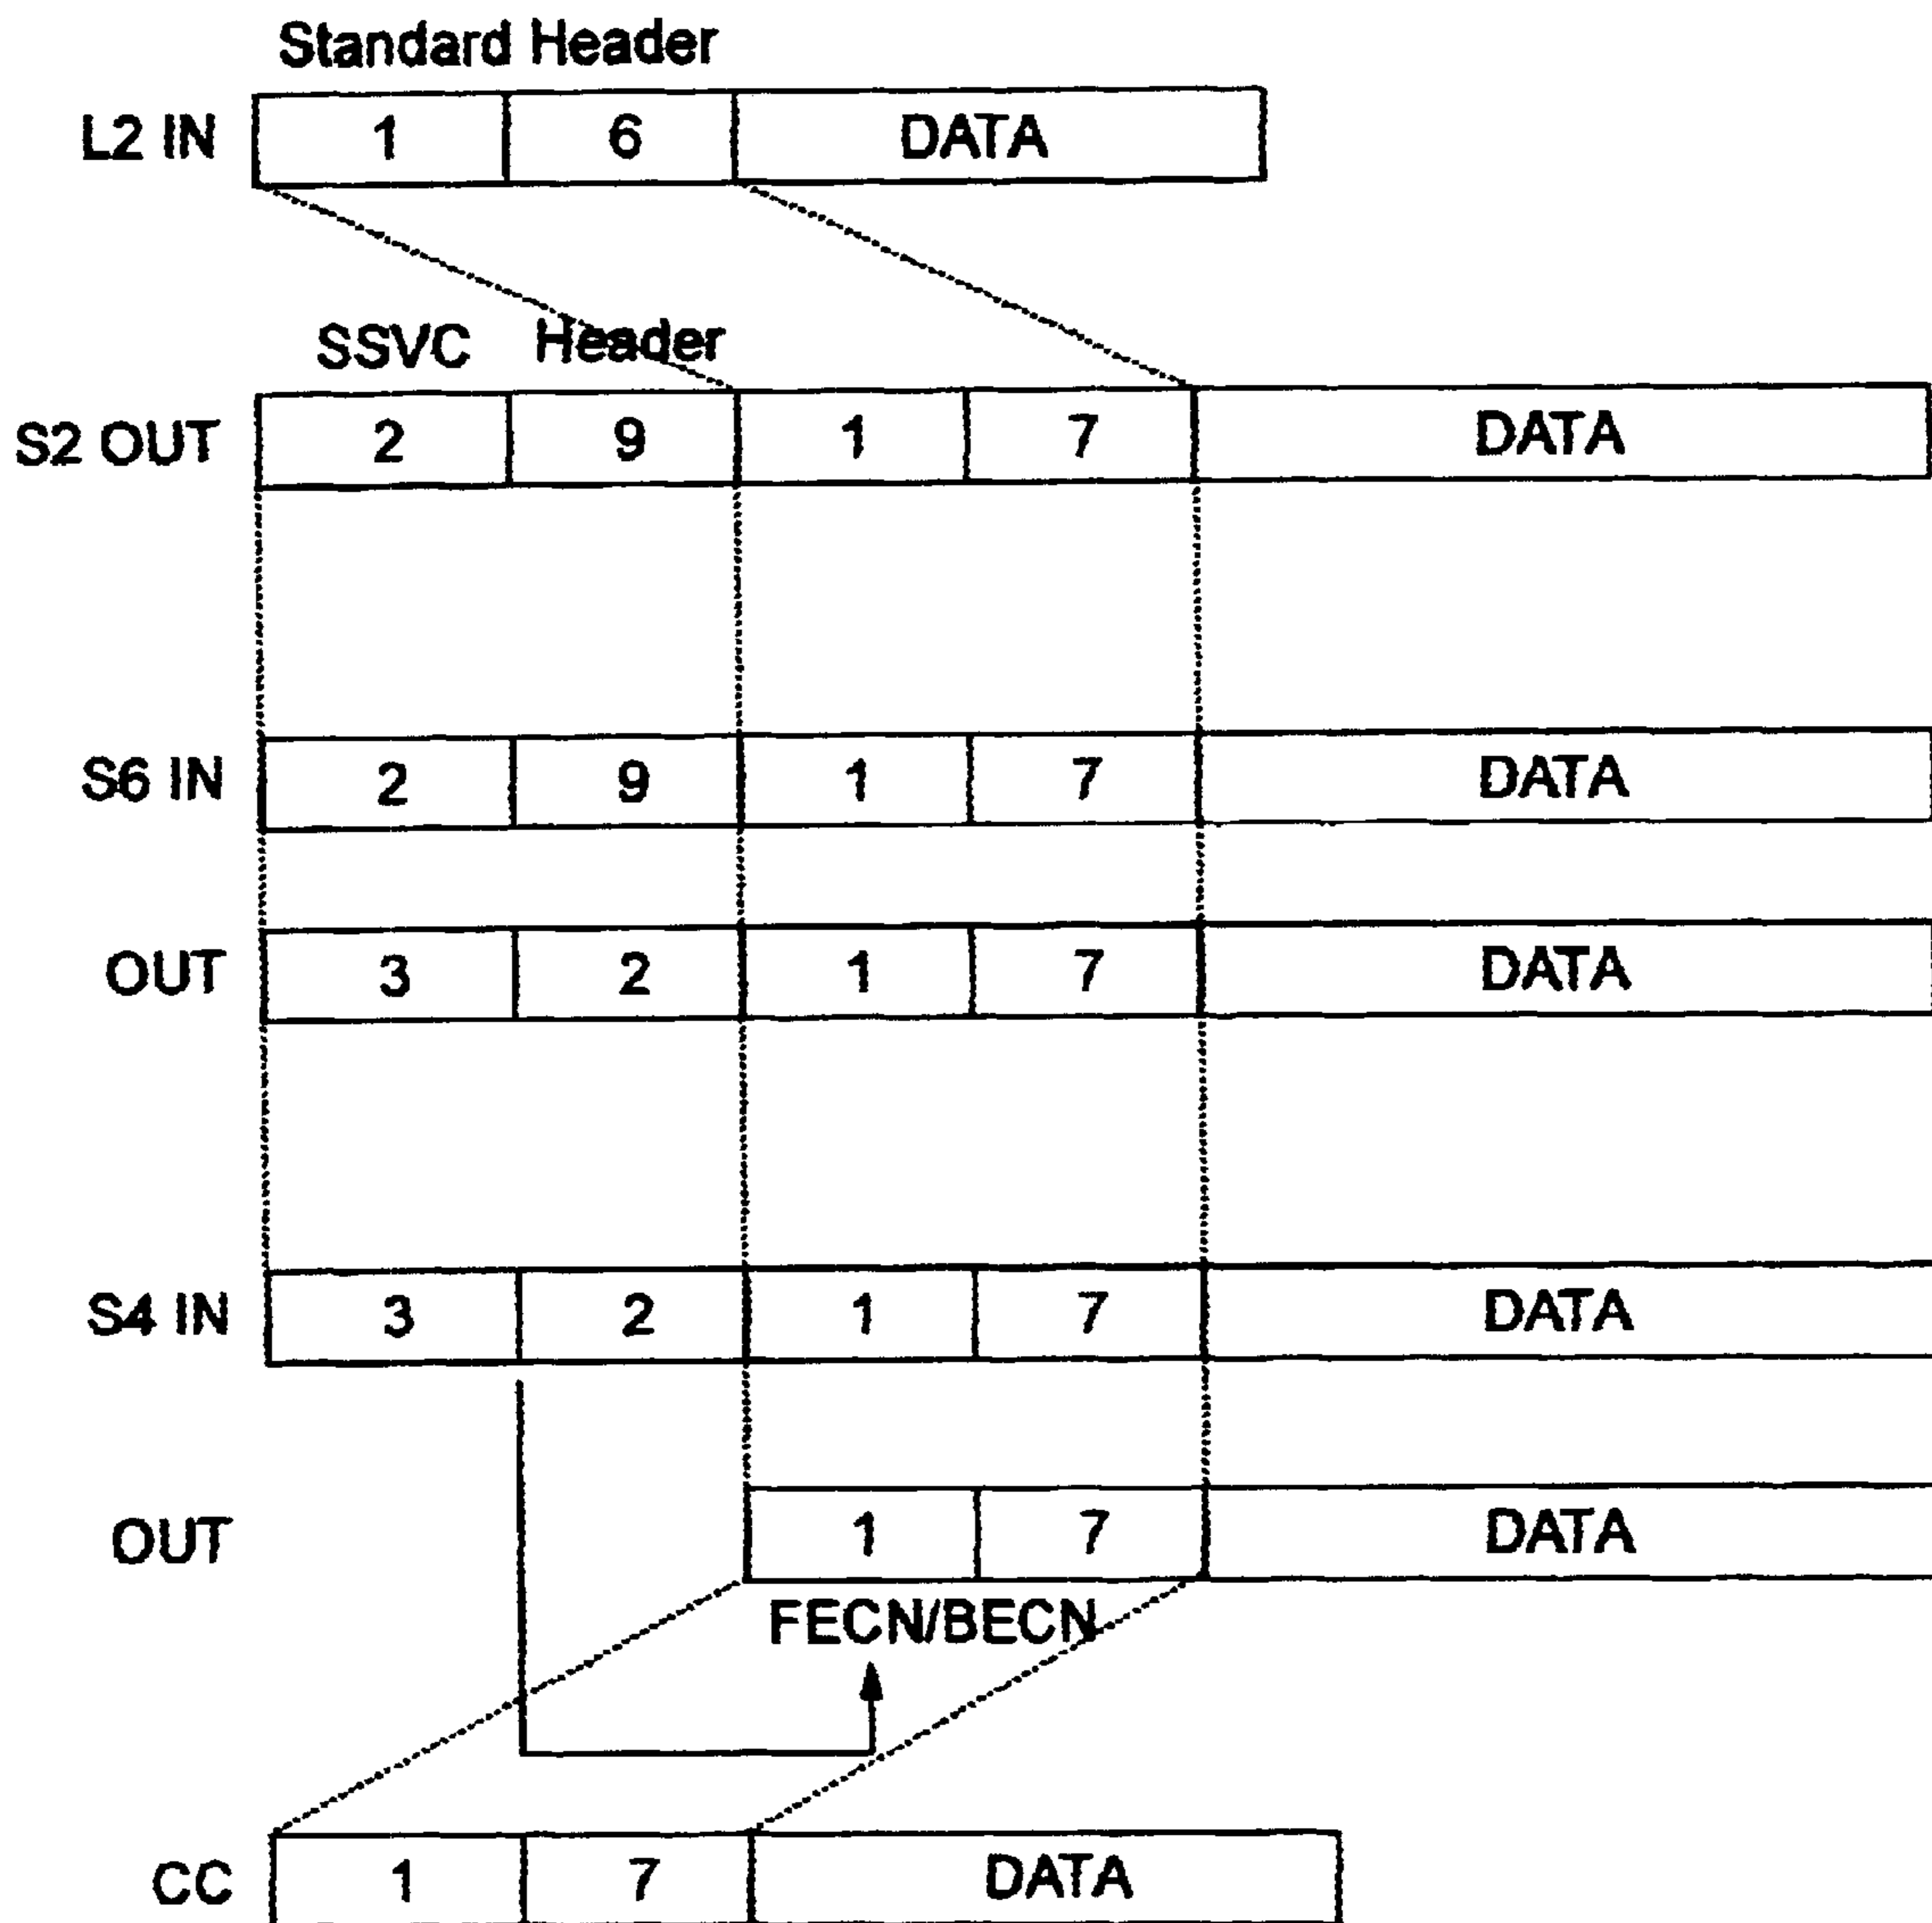 Standard Header
L2 IN 1 6 DATA
SSVC Header
S2 OUT 2 9 1 7 DATA
S6 IN 2 9 1 7 DATA
OUT 3 2 1 7 DATA
S4 IN 3 2 1 7 DATA
OUT 1 7 DATA
FECN/BECN
CC 1 7 DATA